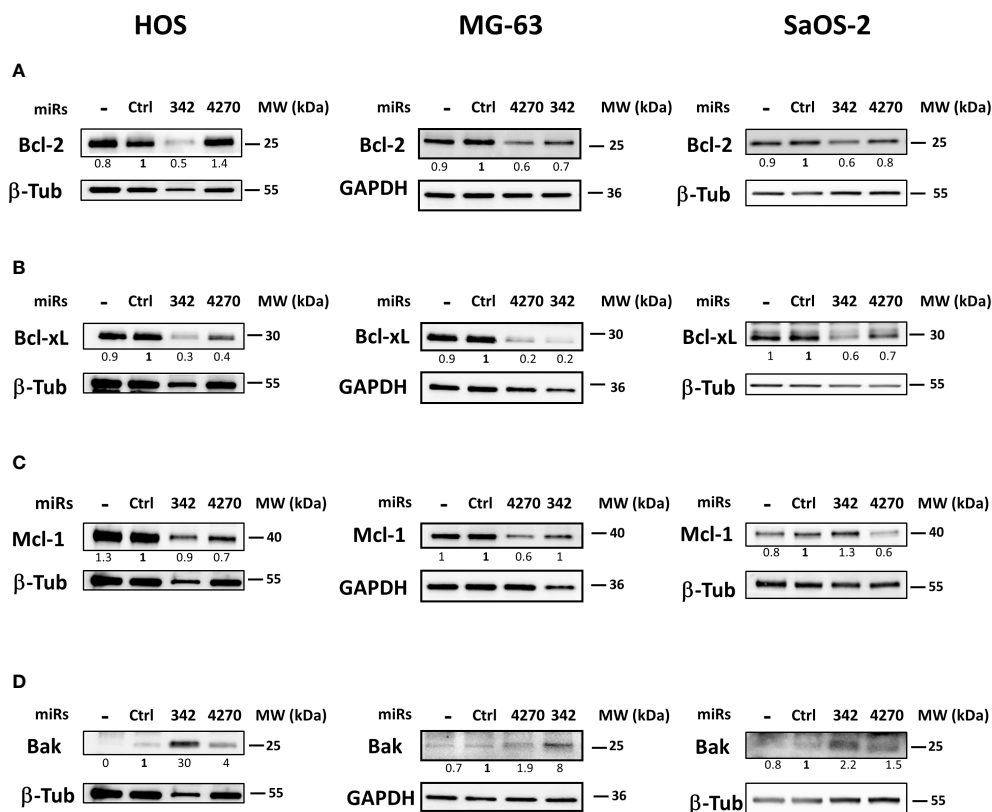 HOS MG-63 SaOS-2
A
miRs - Ctrl 342 4270 MW (kDa) miRs - Ctrl 4270 342 MW (kDa) miRs - Ctrl 342 4270 MW (kDa)
Bcl-2 — 25 Bcl-2 — 25 Bcl-2 — 25
0.8 1 0.5 1.4 0.9 1 0.6 0.7 0.9 1 0.6 0.8
β-Tub — 55 GAPDH — 36 β-Tub — 55
B
miRs - Ctrl 342 4270 MW (kDa) miRs - Ctrl 4270 342 MW (kDa) miRs - Ctrl 342 4270 MW (kDa)
Bcl-xL — 30 Bcl-xL — 30 Bcl-xL — 30
0.9 1 0.3 0.4 0.9 1 0.2 0.2 1 1 0.6 0.7
β-Tub — 55 GAPDH — 36 β-Tub — 55
C
miRs - Ctrl 342 4270 MW (kDa) miRs - Ctrl 4270 342 MW (kDa) miRs - Ctrl 342 4270 MW (kDa)
Mcl-1 — 40 Mcl-1 — 40 Mcl-1 — 40
1.3 1 0.9 0.7 1 1 0.6 1 0.8 1 1.3 0.6
β-Tub — 55 GAPDH — 36 β-Tub — 55
D
miRs - Ctrl 342 4270 MW (kDa) miRs - Ctrl 4270 342 MW (kDa) miRs - Ctrl 342 4270 MW (kDa)
Bak — 25 Bak — 25 Bak — 25
0 1 30 4 0.7 1 1.9 8 0.8 1 2.2 1.5
β-Tub — 55 GAPDH — 36 β-Tub — 55